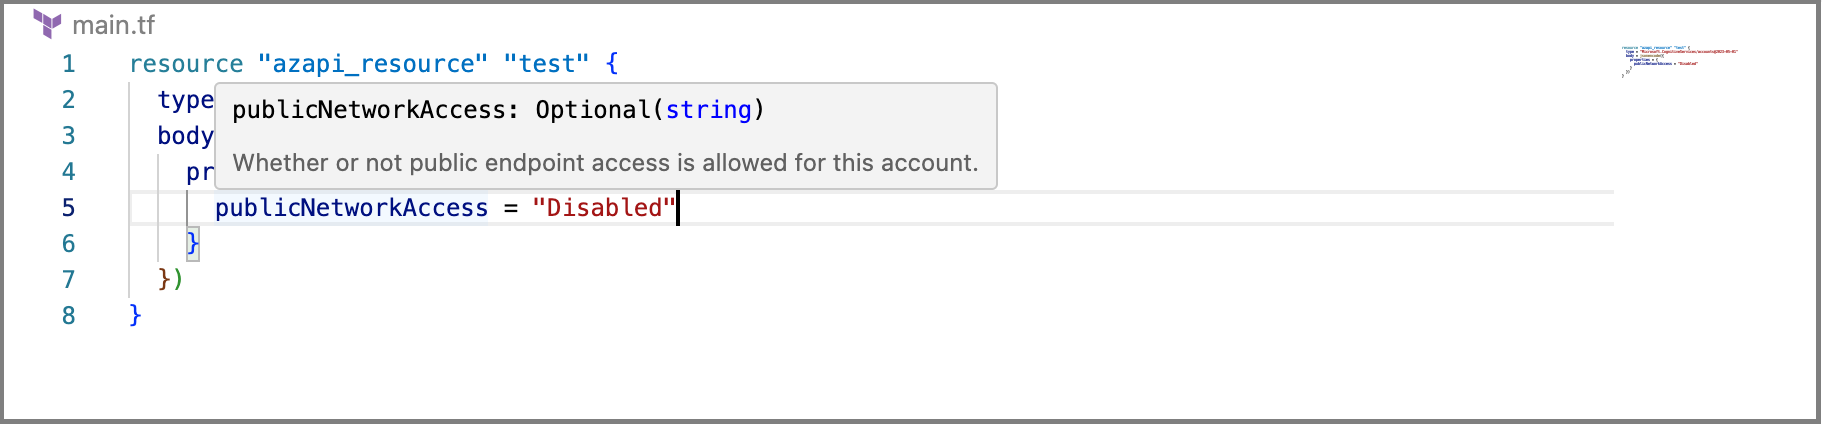 main.tf
1 resource "azapi_resource" "test" {
2 type
publicNetworkAccess: Optional(string)
3 body
Whether or not public endpoint access is allowed for this account.
4 pr
5 publicNetworkAccess = "Disabled"
6 }
7 })
8 }